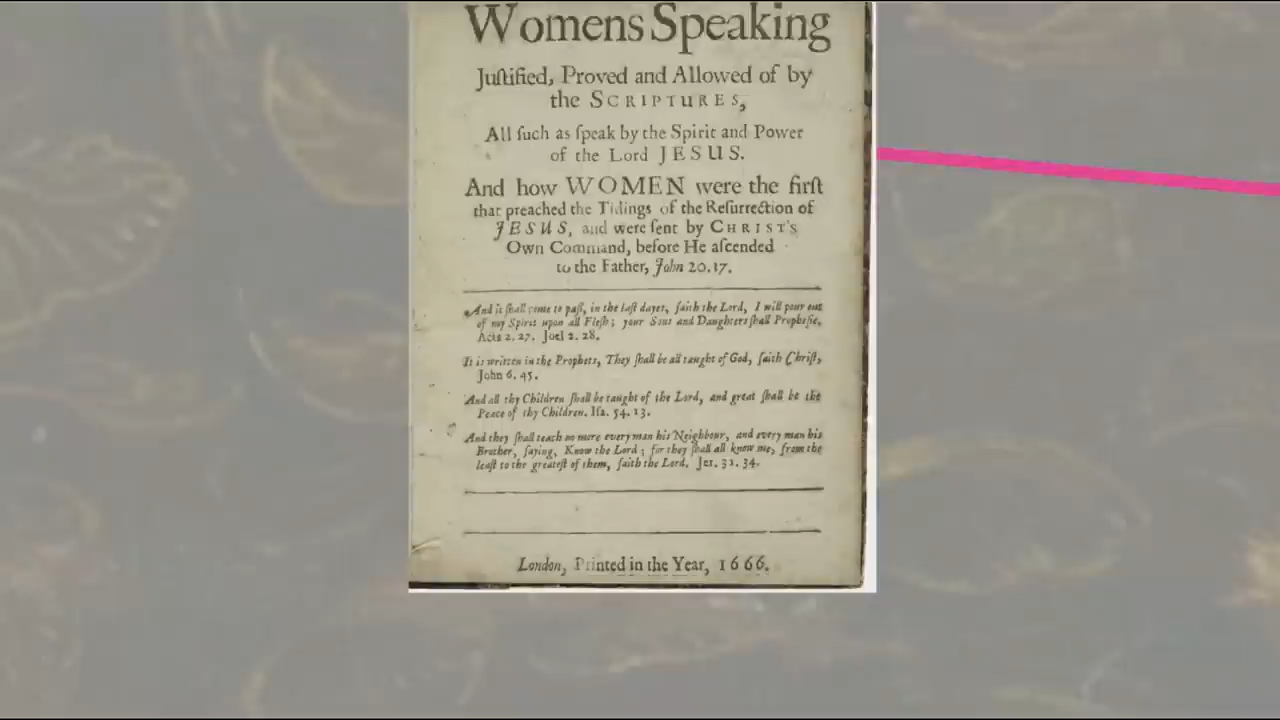 Womens Speaking
Juſtified, Proved and Allowed of by
the SCRIPTURES,
All ſuch as ſpeak by the Spirit and Power
of the Lord JESUS.
And how WOMEN were the firſt
that preached the Tidings of the Reſurrection of
JESUS, and were ſent by CHRIST'S
Own Command, before He aſcended
to the Father, John 20.17.
And it ſhall come to paſſ, in the laſt dayes, ſaith the Lord, I will pour out
of my Spirit upon all Fleſh; your Sons and Daughters ſhall Propheſie,
Acts 2. 27. Joel 2. 28.
It is written in the Prophets, They ſhall be all taught of God, ſaith Chriſt,
John 6. 45.
And all thy Children ſhall be taught of the Lord, and great ſhall be the
Peace of thy Children. Iſa. 54. 13.
And they ſhall teach no more every man his Neighbour, and every man his
Brother, ſaying, Know the Lord; for they ſhall all know me, from the
leaſt to the greateſt of them, ſaith the Lord. Jer. 31. 34.
London, Printed in the Year, 1666.